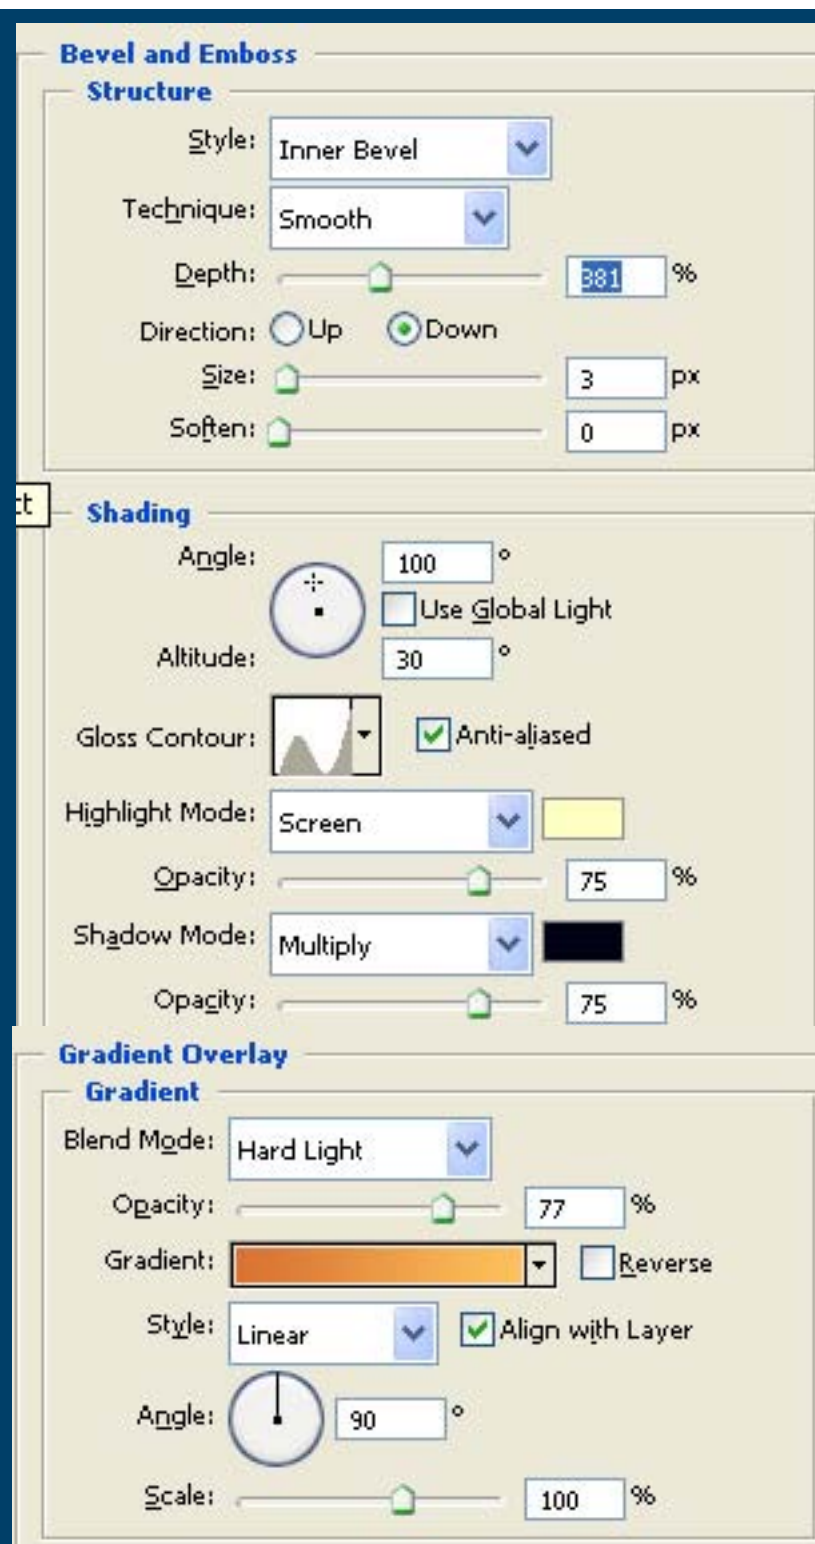 Bevel and Emboss
Structure
Style: Inner Bevel
Technique: Smooth
Depth: 381 %
Direction: Up Down
Size: 3 px
Soften: 0 px
ct
Shading
Angle: 100 °
Use Global Light
Altitude: 30 °
Gloss Contour: Anti-aliased
Highlight Mode: Screen
Opacity: 75 %
Shadow Mode: Multiply
Opacity: 75 %
Gradient Overlay
Gradient
Blend Mode: Hard Light
Opacity: 77 %
Gradient: Reverse
Style: Linear Align with Layer
Angle: 90 °
Scale: 100 %